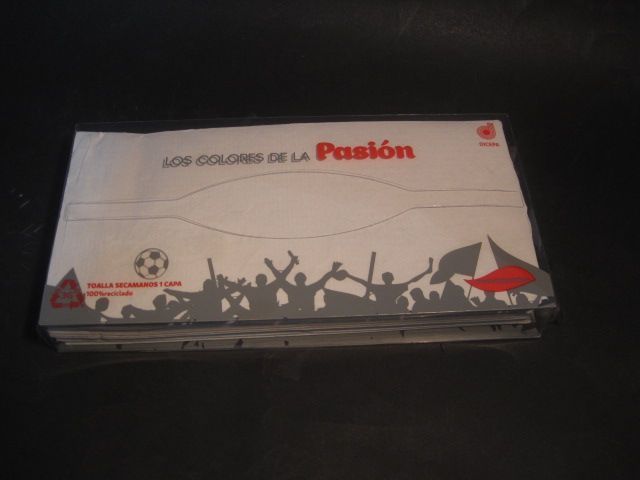 LOS COLORES DE LA Pasión
DICEPA
TOALLA SECAMANOS 1 CAPA
100% reciclado